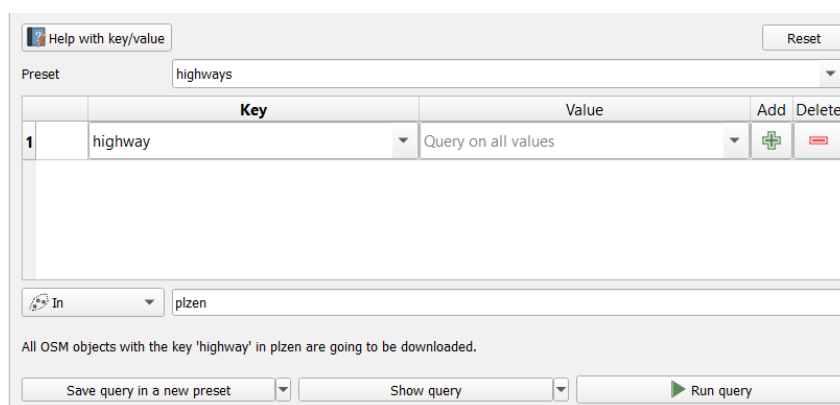 Help with key/value
Reset
Preset
highways
Key
Value
Add
Delete
1
highway
Query on all values
In
plzen
All OSM objects with the key 'highway' in plzen are going to be downloaded.
Save query in a new preset
Show query
Run query